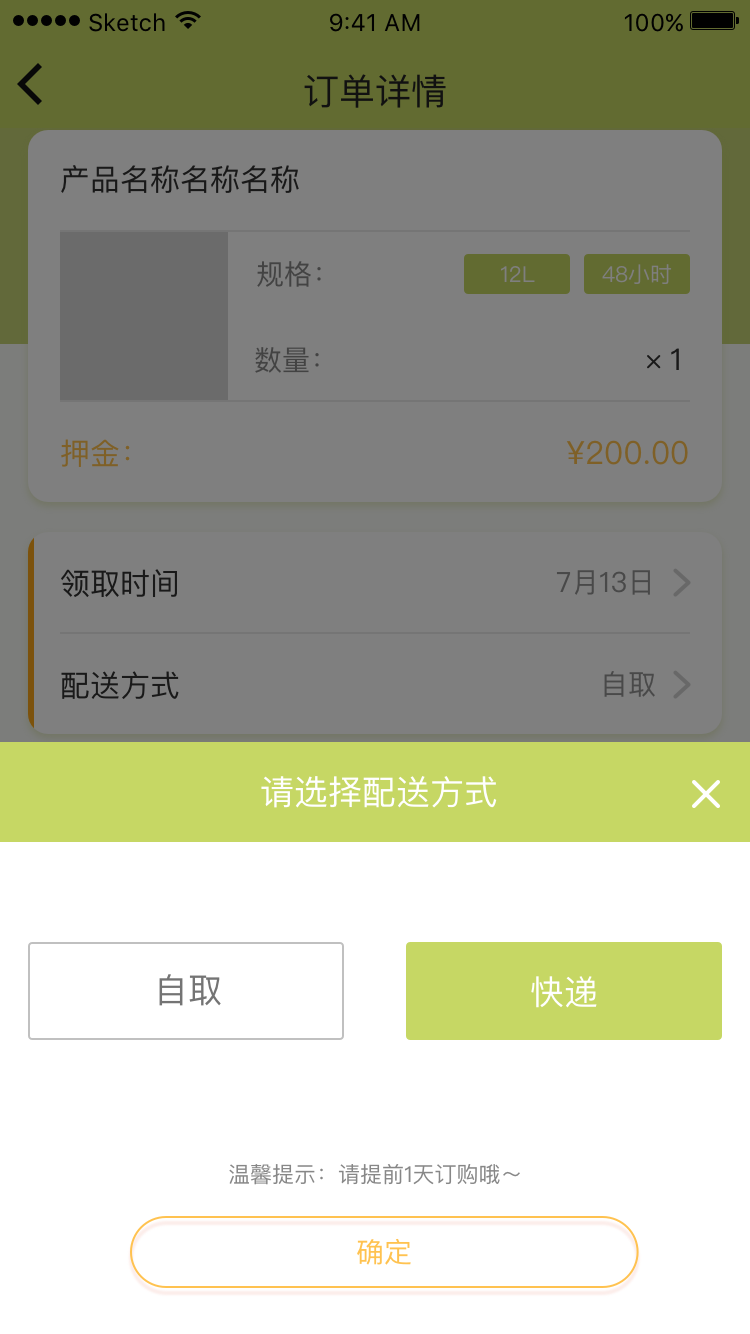 Sketch 9:41 AM 100%
订单详情
产品名称名称名称
规格: 12L 48小时
数量: × 1
押金: ¥200.00
领取时间 7月13日
配送方式 自取
请选择配送方式
自取 快递
温馨提示: 请提前1天订购哦~
确定